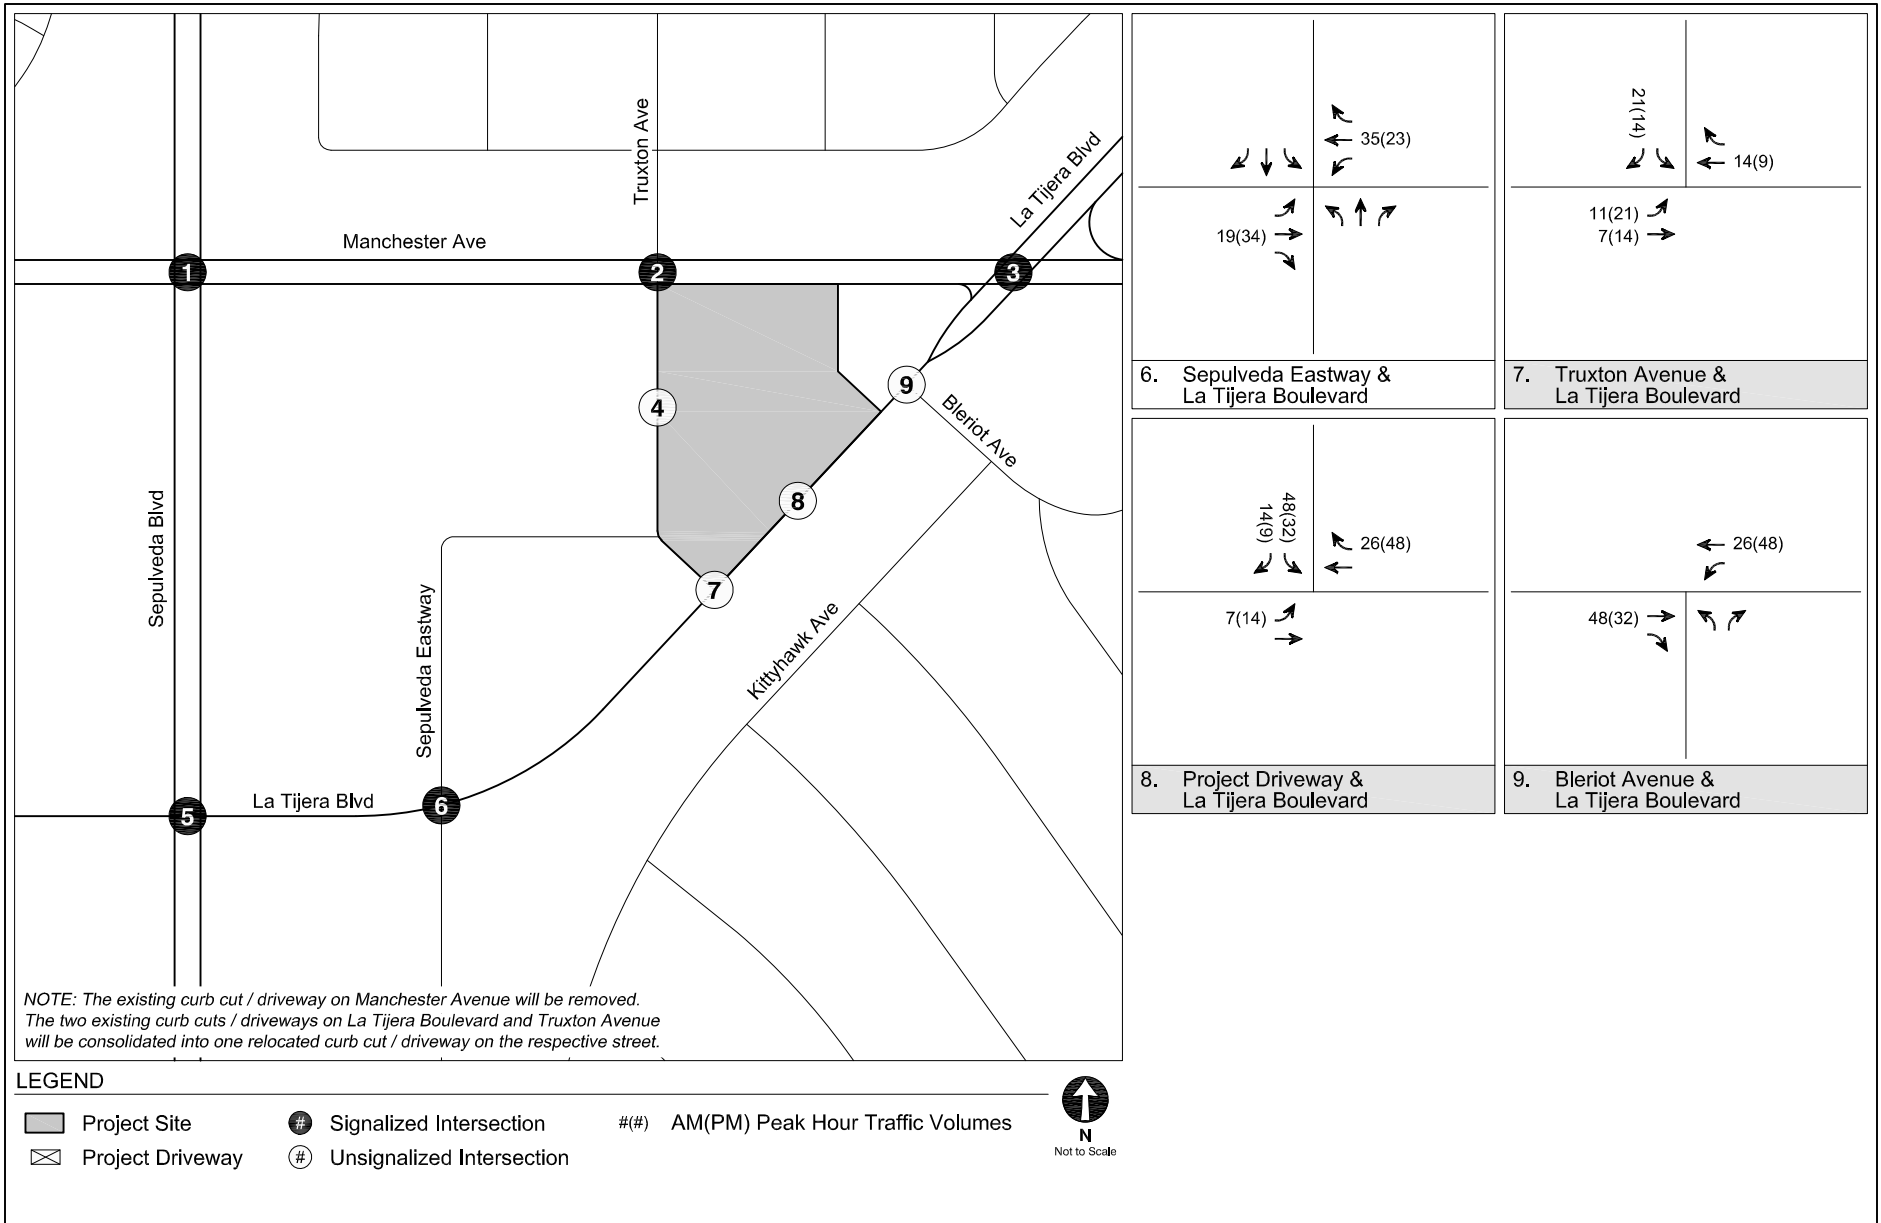 Truxton Ave
La Tijera Blvd
Manchester Ave
1
2
3
4
9
Bleriot Ave
8
Sepulveda Blvd
7
Sepulveda Eastway
Kittyhawk Ave
La Tijera Blvd
5
6
NOTE: The existing curb cut / driveway on Manchester Avenue will be removed.
The two existing curb cuts / driveways on La Tijera Boulevard and Truxton Avenue
will be consolidated into one relocated curb cut / driveway on the respective street.
35(23)
19(34)
6. Sepulveda Eastway &
La Tijera Boulevard
21(14)
14(9)
11(21)
7(14)
7. Truxton Avenue &
La Tijera Boulevard
48(32)
14(9)
26(48)
7(14)
8. Project Driveway &
La Tijera Boulevard
26(48)
48(32)
9. Bleriot Avenue &
La Tijera Boulevard
LEGEND
Project Site
# Signalized Intersection
#(#) AM(PM) Peak Hour Traffic Volumes
Project Driveway
# Unsignalized Intersection
N
Not to Scale